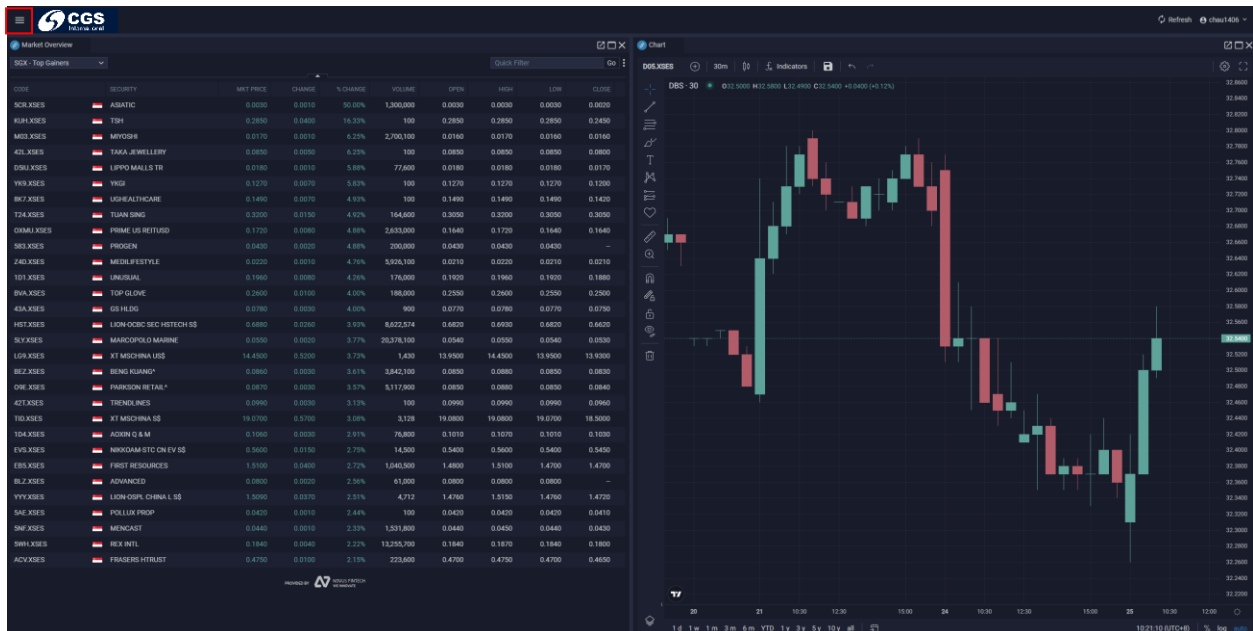 CGS
International
Refresh chau1406
Market Overview
SGX - Top Gainers Quick Filter Go
CODE SECURITY MKT PRICE CHANGE % CHANGE VOLUME OPEN HIGH LOW CLOSE
5CR.XSES ASIATIC 0.0030 0.0010 50.00% 1,300,000 0.0030 0.0030 0.0030 0.0020
KUH.XSES TSH 0.2850 0.0400 16.33% 100 0.2850 0.2850 0.2850 0.2450
M03.XSES MIYOSHI 0.0170 0.0010 6.25% 2,700,100 0.0160 0.0170 0.0160 0.0160
42L.XSES TAKA JEWELLERY 0.0850 0.0050 6.25% 100 0.0850 0.0850 0.0850 0.0800
D5IU.XSES LIPPO MALLS TR 0.0180 0.0010 5.88% 77,600 0.0180 0.0180 0.0180 0.0170
YK9.XSES YKGI 0.1270 0.0070 5.83% 100 0.1270 0.1270 0.1270 0.1200
8K7.XSES UGHEALTHCARE 0.1490 0.0070 4.93% 100 0.1490 0.1490 0.1490 0.1420
T24.XSES TUAN SING 0.3200 0.0150 4.92% 164,600 0.3050 0.3200 0.3050 0.3050
OXMU.XSES PRIME US REITUSD 0.1720 0.0080 4.88% 2,633,000 0.1640 0.1720 0.1640 0.1640
583.XSES PROGEN 0.0430 0.0020 4.88% 200,000 0.0430 0.0430 0.0430 --
Z4D.XSES MEDILIFESTYLE 0.0220 0.0010 4.76% 5,926,100 0.0210 0.0220 0.0210 0.0210
1D1.XSES UNUSUAL 0.1960 0.0080 4.26% 176,000 0.1920 0.1960 0.1920 0.1880
BVA.XSES TOP GLOVE 0.2600 0.0100 4.00% 188,000 0.2550 0.2600 0.2550 0.2500
43A.XSES GS HLDG 0.0780 0.0030 4.00% 900 0.0770 0.0780 0.0770 0.0750
HST.XSES LION-OCBC SEC HSTECH S$ 0.6880 0.0260 3.93% 8,622,574 0.6820 0.6930 0.6820 0.6620
5LY.XSES MARCOPOLO MARINE 0.0550 0.0020 3.77% 20,378,100 0.0540 0.0550 0.0540 0.0530
LG9.XSES XT MSCHINA US$ 14.4500 0.5200 3.73% 1,430 13.9500 14.4500 13.9500 13.9300
BEZ.XSES BENG KUANG* 0.0860 0.0030 3.61% 3,842,100 0.0850 0.0880 0.0850 0.0830
O9E.XSES PARKSON RETAIL* 0.0870 0.0030 3.57% 5,117,900 0.0850 0.0880 0.0850 0.0840
42T.XSES TRENDLINES 0.0990 0.0030 3.13% 100 0.0990 0.0990 0.0990 0.0960
TID.XSES XT MSCHINA S$ 19.0700 0.5700 3.08% 3,128 19.0800 19.0800 19.0700 18.5000
1D4.XSES AOXIN Q & M 0.1060 0.0030 2.91% 76,800 0.1010 0.1070 0.1010 0.1030
EVS.XSES NIKKOAM-STC CN EV S$ 0.5600 0.0150 2.75% 14,500 0.5400 0.5600 0.5400 0.5450
EB5.XSES FIRST RESOURCES 1.5100 0.0400 2.72% 1,040,500 1.4800 1.5100 1.4700 1.4700
BLZ.XSES ADVANCED 0.0800 0.0020 2.56% 61,000 0.0800 0.0800 0.0800 --
YYY.XSES LION-OSPL CHINA L S$ 1.5090 0.0370 2.51% 4,712 1.4760 1.5150 1.4760 1.4720
5AE.XSES POLLUX PROP 0.0420 0.0010 2.44% 100 0.0420 0.0420 0.0420 0.0410
5NF.XSES MENCAST 0.0440 0.0010 2.33% 1,531,800 0.0440 0.0450 0.0440 0.0430
5WH.XSES REX INTL 0.1840 0.0040 2.22% 13,255,700 0.1840 0.1870 0.1840 0.1800
ACV.XSES FRASERS HTRUST 0.4750 0.0100 2.15% 223,600 0.4700 0.4750 0.4700 0.4650
PROVIDED BY NOVUS FINTECH
WE INNOVATE
Chart
D05.XSES 30m Indicators
DBS · 30 O32.5000 H32.5800 L32.4900 C32.5400 +0.0400 (+0.12%)
32.8600
32.8400
32.8200
32.8000
32.7800
32.7600
32.7400
32.7200
32.7000
32.6800
32.6600
32.6400
32.6200
32.6000
32.5800
32.5600
32.5400
32.5200
32.5000
32.4800
32.4600
32.4400
32.4200
32.4000
32.3800
32.3600
32.3400
32.3200
32.3000
32.2800
32.2600
32.2400
32.2200
20 21 10:30 12:30 15:00 24 10:30 12:30 15:00 25 10:30 12:00
1d 1w 1m 3m 6m YTD 1y 3y 5y 10y all 10:21:10 (UTC+8) % log auto